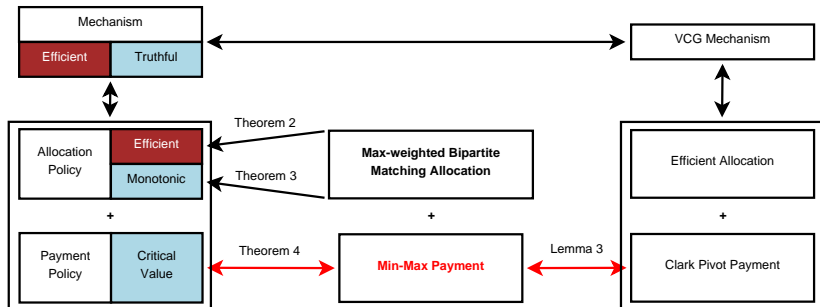 Mechanism
Efficient
Truthful
VCG Mechanism
Theorem 2
Allocation
Policy
Efficient
Monotonic
Theorem 3
Max-weighted Bipartite
Matching Allocation
Efficient Allocation
+
+
+
Payment
Policy
Critical
Value
Theorem 4
Min-Max Payment
Lemma 3
Clark Pivot Payment